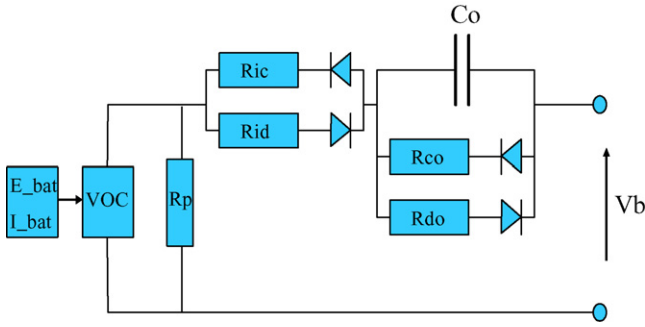 Co
Ric
Rid
Rco
E_bat
VOC
Rp
I_bat
Rdo
Vb